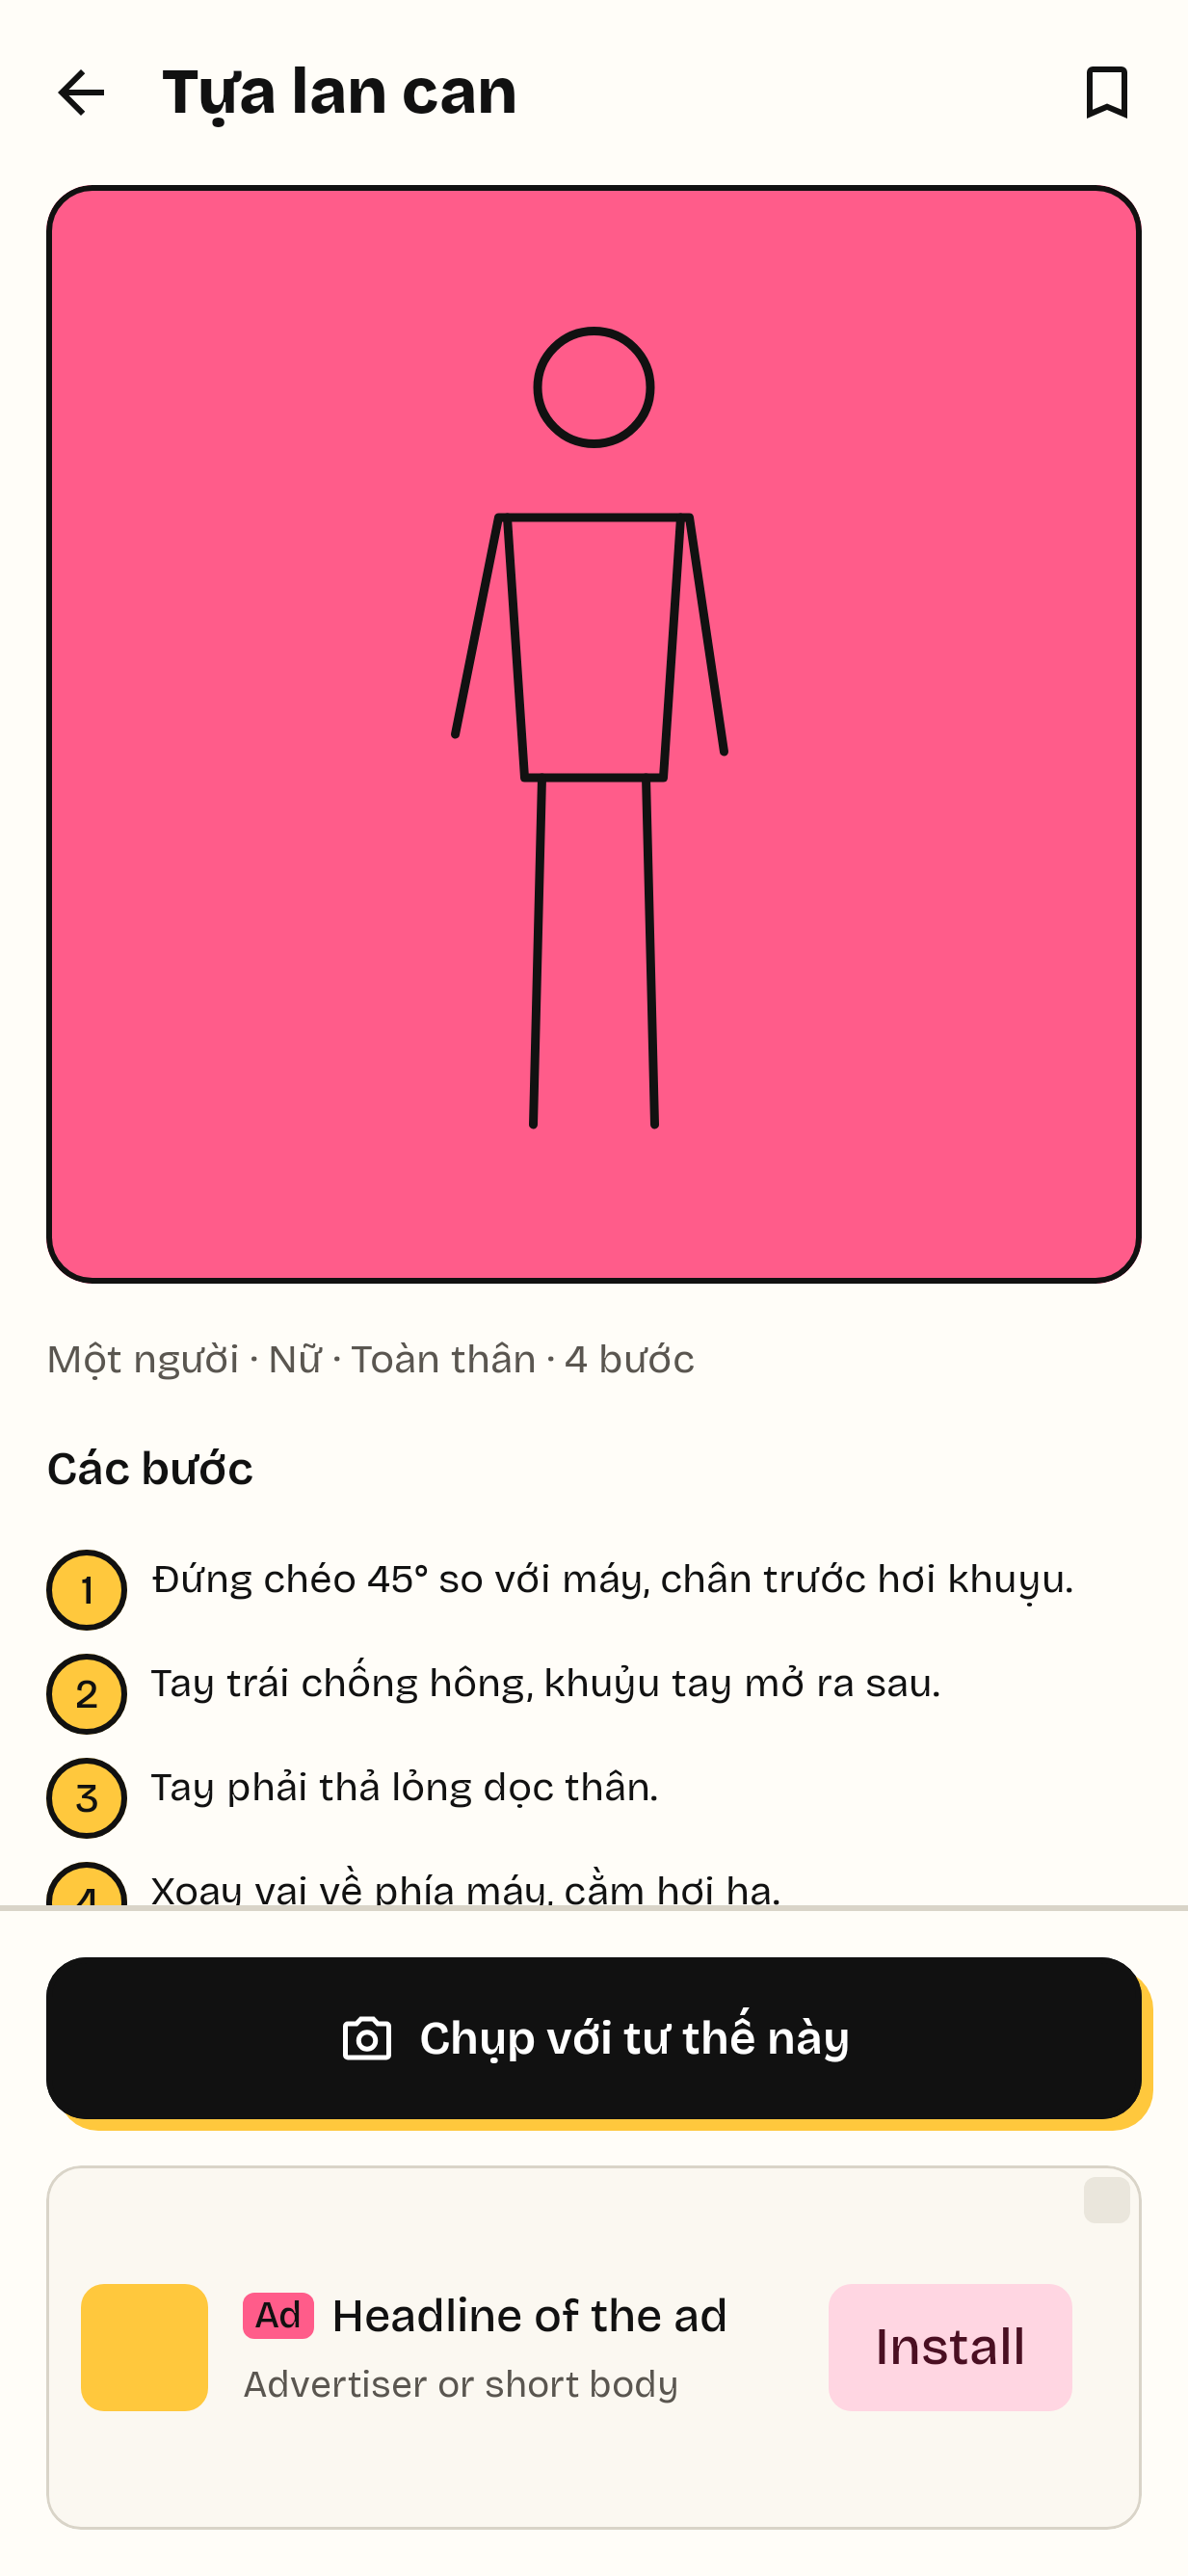 Tựa lan can
Một người · Nữ · Toàn thân · 4 bước
Các bước
1 Đứng chéo 45° so với máy, chân trước hơi khuỵu.
2 Tay trái chống hông, khuỷu tay mở ra sau.
3 Tay phải thả lỏng dọc thân.
4 Xoay vai về phía máy, cằm hơi hạ.
Chụp với tư thế này
Ad Headline of the ad
Advertiser or short body
Install